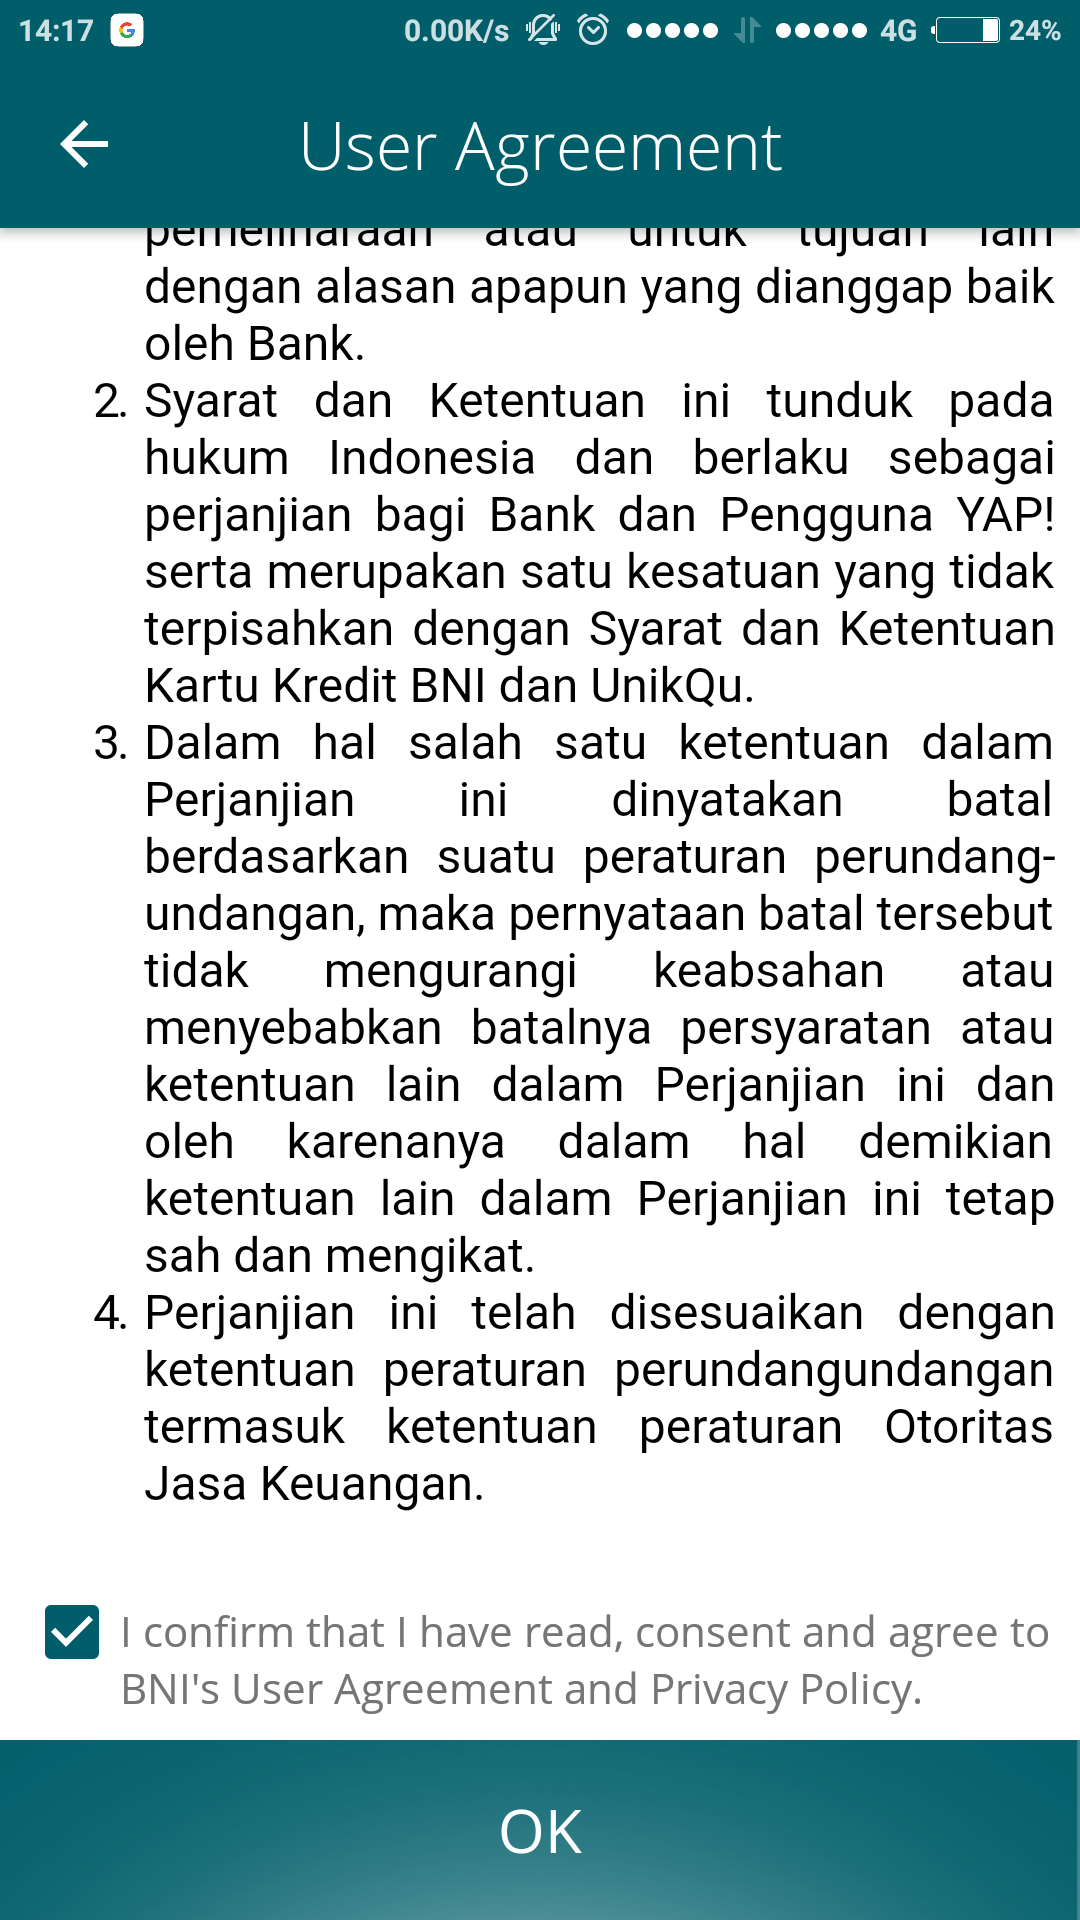 14:17 G 0.00K/s 4G 24%
User Agreement
pemeliharaan atau untuk tujuan lain
dengan alasan apapun yang dianggap baik
oleh Bank.
2. Syarat dan Ketentuan ini tunduk pada
hukum Indonesia dan berlaku sebagai
perjanjian bagi Bank dan Pengguna YAP!
serta merupakan satu kesatuan yang tidak
terpisahkan dengan Syarat dan Ketentuan
Kartu Kredit BNI dan UnikQu.
3. Dalam hal salah satu ketentuan dalam
Perjanjian ini dinyatakan batal
berdasarkan suatu peraturan perundang-
undangan, maka pernyataan batal tersebut
tidak mengurangi keabsahan atau
menyebabkan batalnya persyaratan atau
ketentuan lain dalam Perjanjian ini dan
oleh karenanya dalam hal demikian
ketentuan lain dalam Perjanjian ini tetap
sah dan mengikat.
4. Perjanjian ini telah disesuaikan dengan
ketentuan peraturan perundangundangan
termasuk ketentuan peraturan Otoritas
Jasa Keuangan.
I confirm that I have read, consent and agree to
BNI's User Agreement and Privacy Policy.
OK